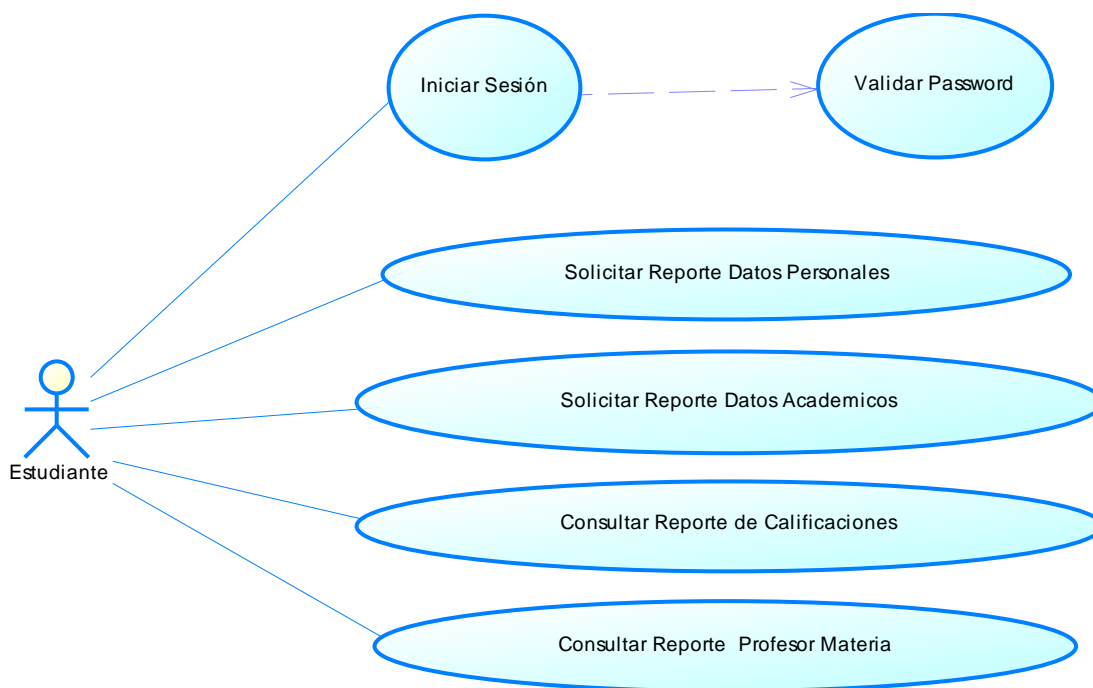 Iniciar Sesión
Validar Password
Solicitar Reporte Datos Personales
Solicitar Reporte Datos Academicos
Estudiante
Consultar Reporte de Calificaciones
Consultar Reporte Profesor Materia